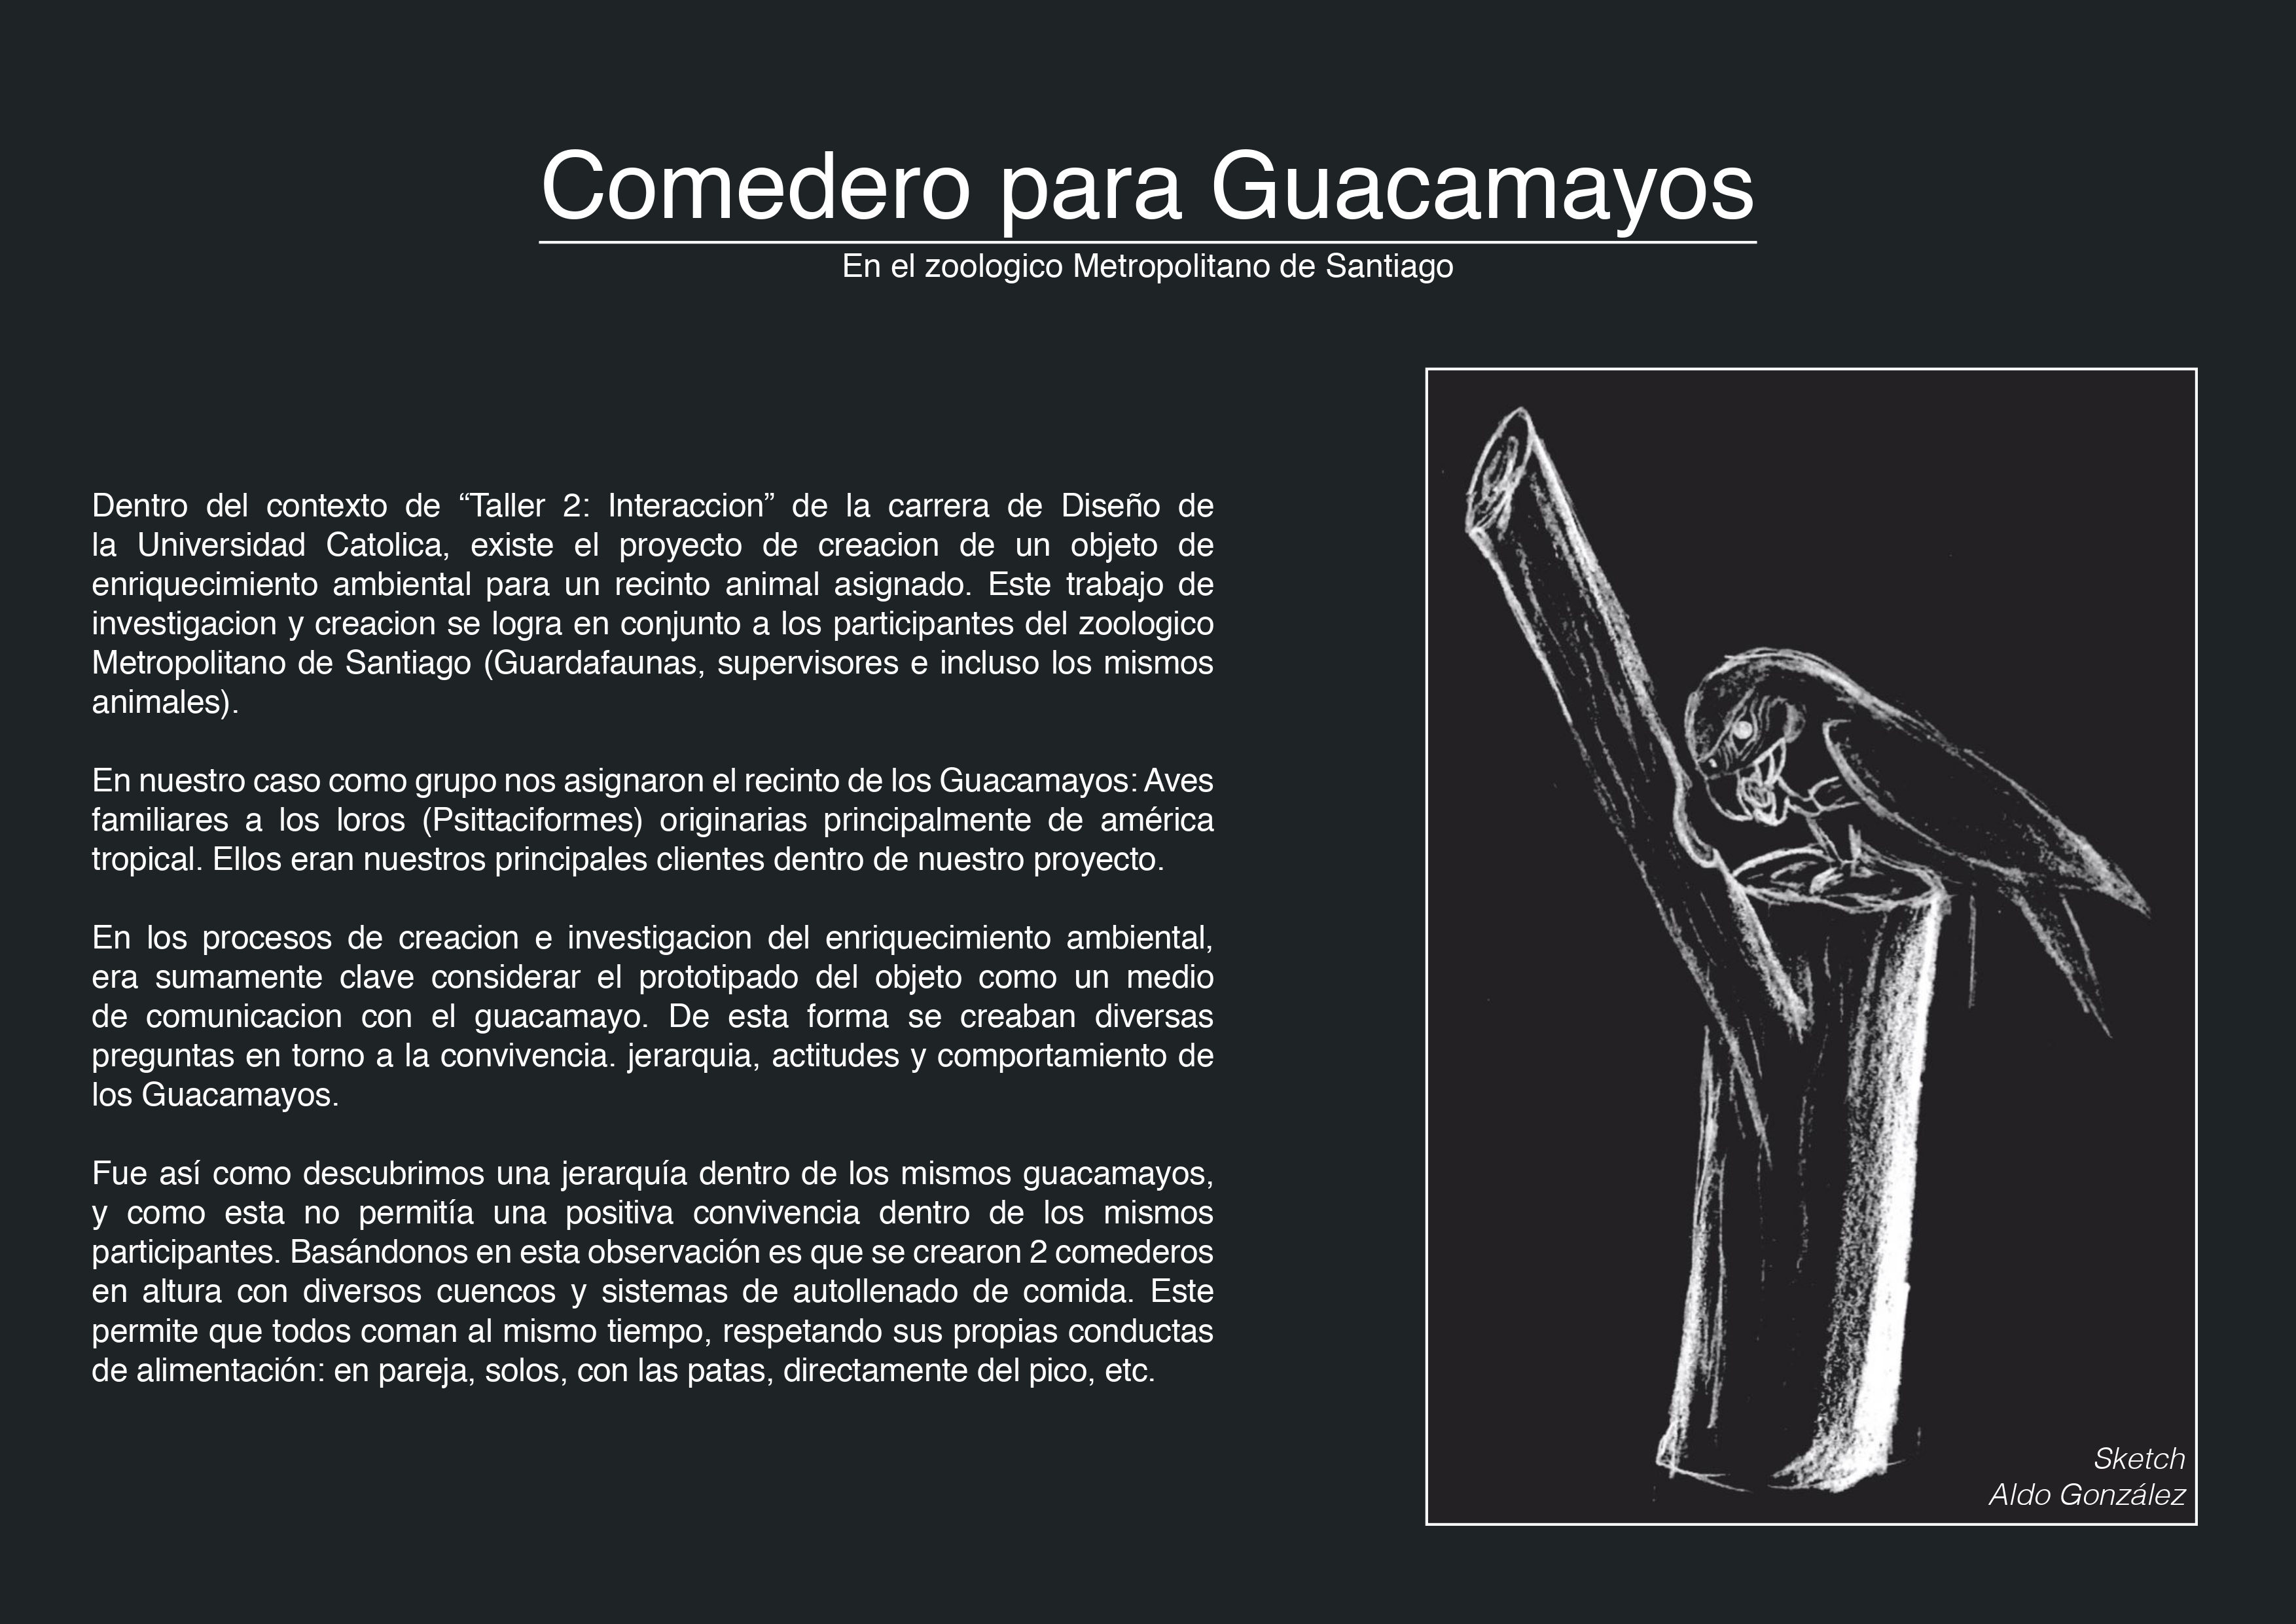 Comedero para Guacamayos
En el zoologico Metropolitano de Santiago
Dentro del contexto de “Taller 2: Interaccion” de la carrera de Diseño de
la Universidad Catolica, existe el proyecto de creacion de un objeto de
enriquecimiento ambiental para un recinto animal asignado. Este trabajo de
investigacion y creacion se logra en conjunto a los participantes del zoologico
Metropolitano de Santiago (Guardafaunas, supervisores e incluso los mismos
animales).
En nuestro caso como grupo nos asignaron el recinto de los Guacamayos: Aves
familiares a los loros (Psittaciformes) originarias principalmente de américa
tropical. Ellos eran nuestros principales clientes dentro de nuestro proyecto.
En los procesos de creacion e investigacion del enriquecimiento ambiental,
era sumamente clave considerar el prototipado del objeto como un medio
de comunicacion con el guacamayo. De esta forma se creaban diversas
preguntas en torno a la convivencia. jerarquia, actitudes y comportamiento de
los Guacamayos.
Fue así como descubrimos una jerarquía dentro de los mismos guacamayos,
y como esta no permitía una positiva convivencia dentro de los mismos
participantes. Basándonos en esta observación es que se crearon 2 comederos
en altura con diversos cuencos y sistemas de autollenado de comida. Este
permite que todos coman al mismo tiempo, respetando sus propias conductas
de alimentación: en pareja, solos, con las patas, directamente del pico, etc.
Sketch
Aldo González